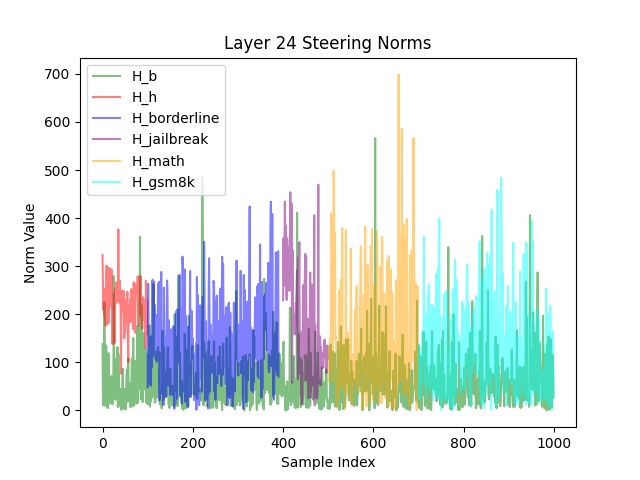 Layer 24 Steering Norms
H_b
H_h
H_borderline
H_jailbreak
H_math
H_gsm8k
Norm Value
700
600
500
400
300
200
100
0
0 200 400 600 800 1000
Sample Index